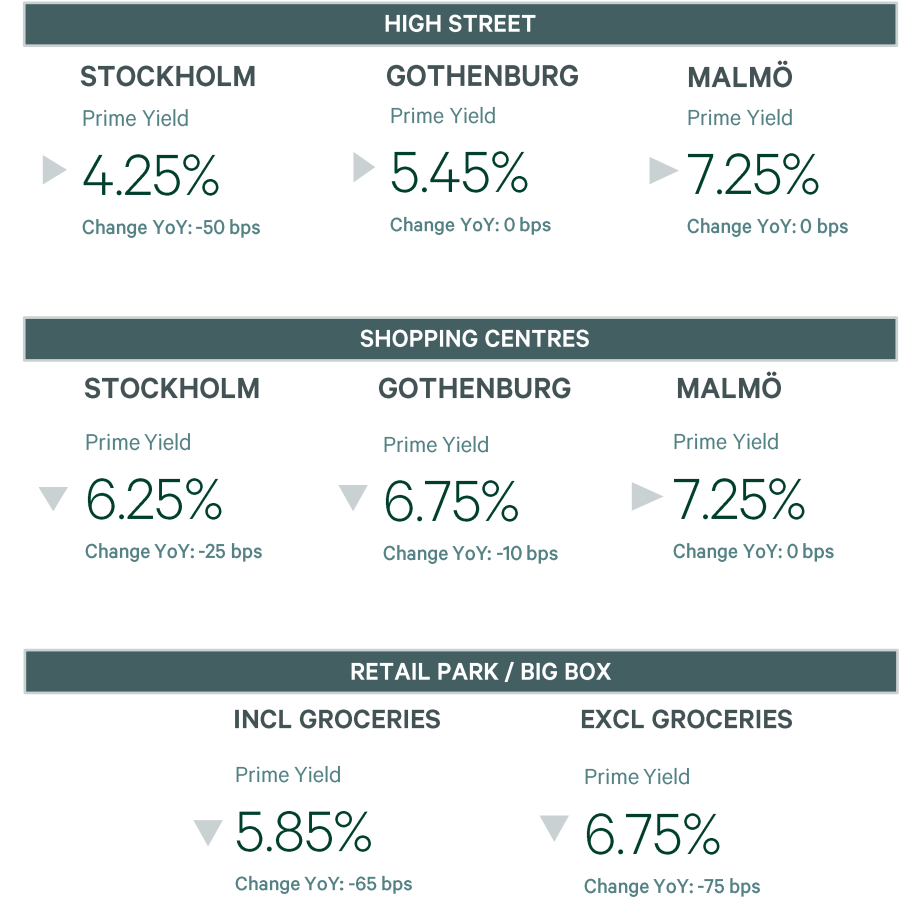 HIGH STREET
STOCKHOLM
Prime Yield
4.25%
Change YoY: -50 bps
GOTHENBURG
Prime Yield
5.45%
Change YoY: 0 bps
MALMÖ
Prime Yield
7.25%
Change YoY: 0 bps
SHOPPING CENTRES
STOCKHOLM
Prime Yield
6.25%
Change YoY: -25 bps
GOTHENBURG
Prime Yield
6.75%
Change YoY: -10 bps
MALMÖ
Prime Yield
7.25%
Change YoY: 0 bps
RETAIL PARK / BIG BOX
INCL GROCERIES
Prime Yield
5.85%
Change YoY: -65 bps
EXCL GROCERIES
Prime Yield
6.75%
Change YoY: -75 bps